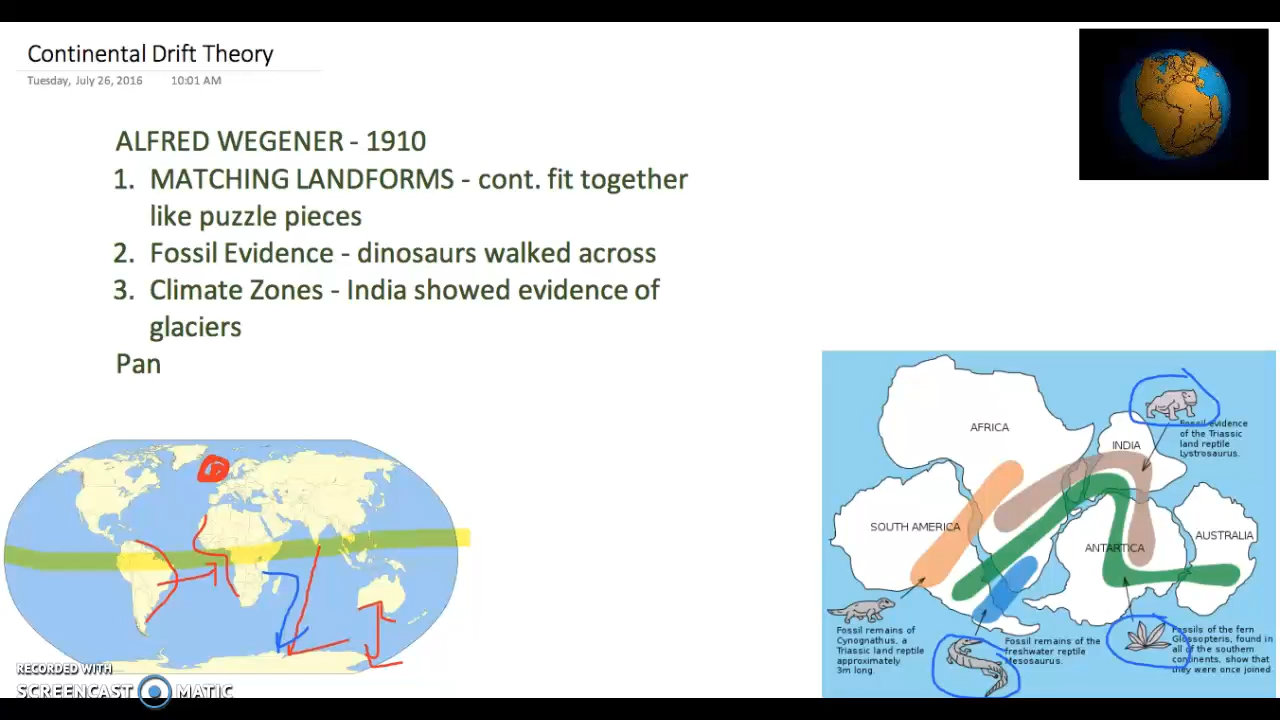 Continental Drift Theory
Tuesday, July 26, 2016 10:01 AM
ALFRED WEGENER - 1910
1. MATCHING LANDFORMS - cont. fit together
like puzzle pieces
2. Fossil Evidence - dinosaurs walked across
3. Climate Zones - India showed evidence of
glaciers
Pan
AFRICA
INDIA
SOUTH AMERICA
ANTARTICA
AUSTRALIA
Fossil evidence
of the Triassic
land reptile
Lystrosaurus.
Fossil remains of
Cynognathus, a
Triassic land reptile
approximately
3m long.
Fossil remains of the
freshwater reptile
Mesosaurus.
Fossils of the fern
Glossopteris, found in
all of the southern
continents, show that
they were once joined.
RECORDED WITH
SCREENCAST MATIC